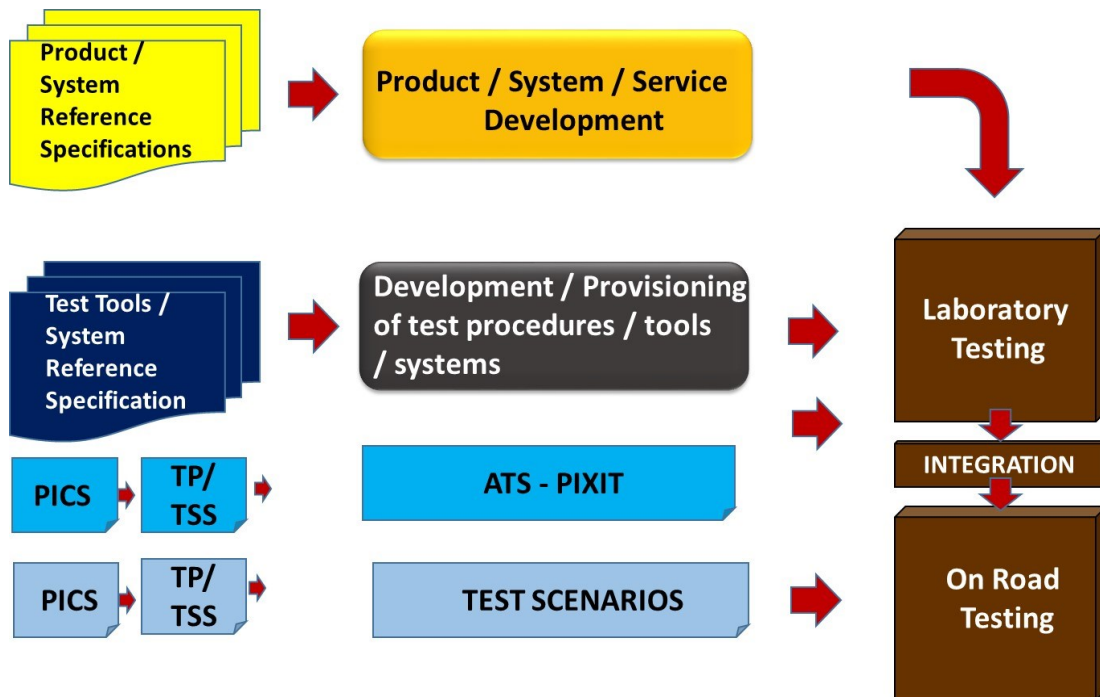 Product /
System
Reference
Specifications
Product / System / Service
Development
Test Tools /
System
Reference
Specification
Development / Provisioning
of test procedures / tools
/ systems
Laboratory
Testing
PICS
TP/
TSS
ATS - PIXIT
INTEGRATION
PICS
TP/
TSS
TEST SCENARIOS
On Road
Testing